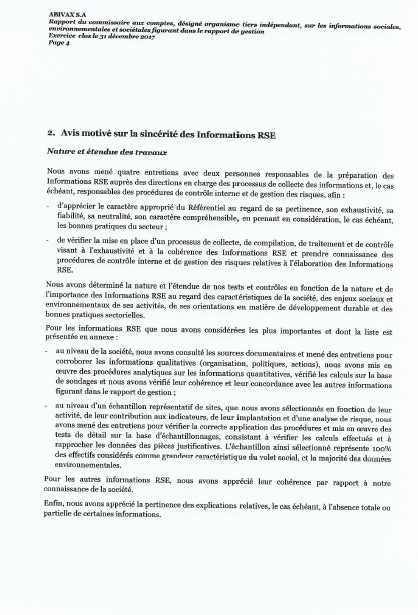 ABIVAX S.A
Rapport du commissaire aux comptes, désigné organisme tiers indépendant, sur les informations sociales,
environnementales et sociétales figurant dans le rapport de gestion
Exercice clos le 31 décembre 2017
Page 4
2. Avis motivé sur la sincérité des Informations RSE
Nature et étendue des travaux
Nous avons mené quatre entretiens avec deux personnes responsables de la préparation des
Informations RSE auprès des directions en charge des processus de collecte des informations et, le cas
échéant, responsables des procédures de contrôle interne et de gestion des risques, afin :
- d'apprécier le caractère approprié du Référentiel au regard de sa pertinence, son exhaustivité, sa
fiabilité, sa neutralité, son caractère compréhensible, en prenant en considération, le cas échéant,
les bonnes pratiques du secteur ;
- de vérifier la mise en place d'un processus de collecte, de compilation, de traitement et de contrôle
visant à l'exhaustivité et à la cohérence des Informations RSE et prendre connaissance des
procédures de contrôle interne et de gestion des risques relatives à l'élaboration des Informations
RSE.
Nous avons déterminé la nature et l'étendue de nos tests et contrôles en fonction de la nature et de
l'importance des Informations RSE au regard des caractéristiques de la société, des enjeux sociaux et
environnementaux de ses activités, de ses orientations en matière de développement durable et des
bonnes pratiques sectorielles.
Pour les informations RSE que nous avons considérées les plus importantes et dont la liste est
présentée en annexe :
- au niveau de la société, nous avons consulté les sources documentaires et mené des entretiens pour
corroborer les informations qualitatives (organisation, politiques, actions), nous avons mis en
œuvre des procédures analytiques sur les informations quantitatives, vérifié les calculs sur la base
de sondages et nous avons vérifié leur cohérence et leur concordance avec les autres informations
figurant dans le rapport de gestion ;
- au niveau d'un échantillon représentatif de sites, que nous avons sélectionnés en fonction de leur
activité, de leur contribution aux indicateurs, de leur implantation et d'une analyse de risque, nous
avons mené des entretiens pour vérifier la correcte application des procédures et mis en œuvre des
tests de détail sur la base d'échantillonnages, consistant à vérifier les calculs effectués et à
rapprocher les données des pièces justificatives. L'échantillon ainsi sélectionné représente 100%
des effectifs considérés comme grandeur caractéristique du volet social, et la majorité des données
environnementales.
Pour les autres informations RSE, nous avons apprécié leur cohérence par rapport à notre
connaissance de la société.
Enfin, nous avons apprécié la pertinence des explications relatives, le cas échéant, à l'absence totale ou
partielle de certaines informations.